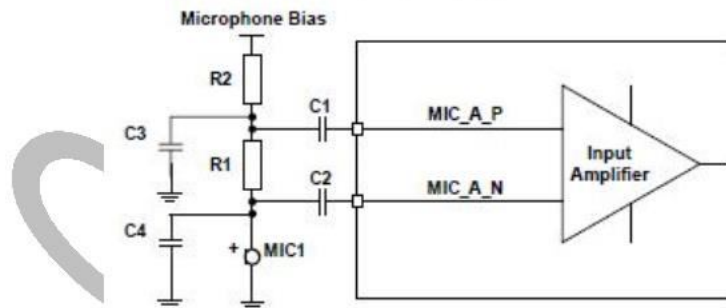 Microphone Bias
R2
C1
C3
MIC_A_P
R1
Input
Amplifier
C2
MIC_A_N
C4
+
MIC1